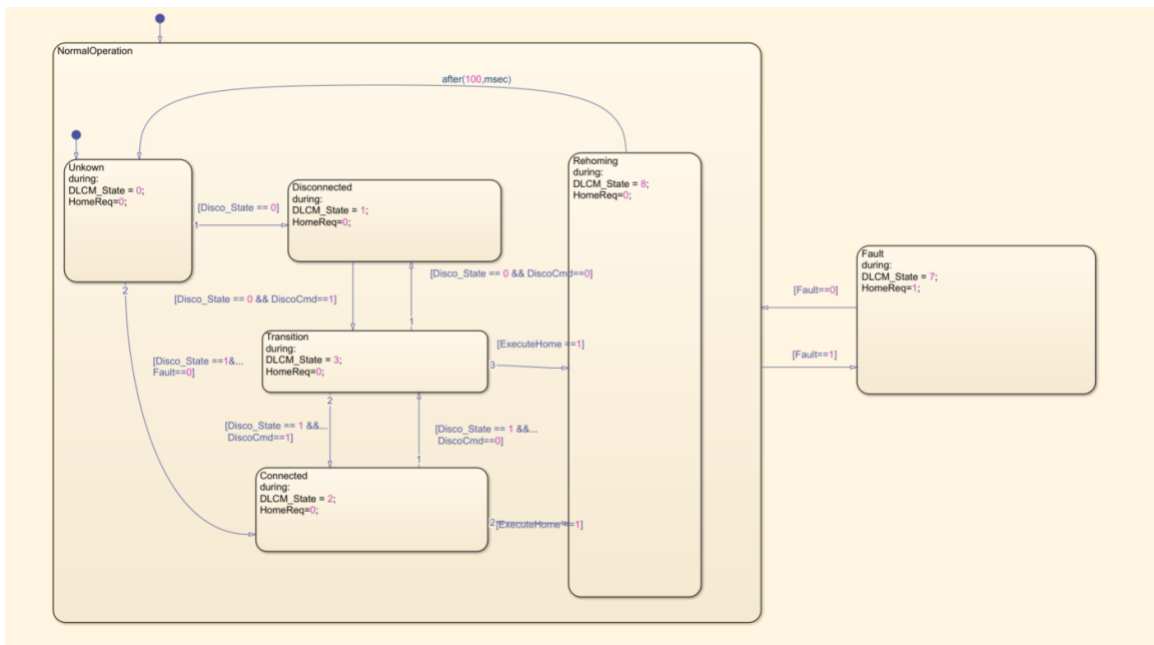 NormalOperation
after(100,msec)
Unkown
during:
DLCM_State = 0;
HomeReq=0;
[Disco_State == 0]
1
2
Disconnected
during:
DLCM_State = 1;
HomeReq=0;
Rehoming
during:
DLCM_State = 8;
HomeReq=0;
[Disco_State == 0 && DiscoCmd==0]
[Disco_State == 0 && DiscoCmd==1]
1
Transition
during:
DLCM_State = 3;
HomeReq=0;
[ExecuteHome ==1]
3
2
[Disco_State ==1&...
Fault==0]
[Disco_State == 1 &&...
DiscoCmd==1]
[Disco_State == 1 &&...
DiscoCmd==0]
1
Connected
during:
DLCM_State = 2;
HomeReq=0;
2
[ExecuteHome ==1]
Fault
during:
DLCM_State = 7;
HomeReq=1;
[Fault==0]
[Fault==1]